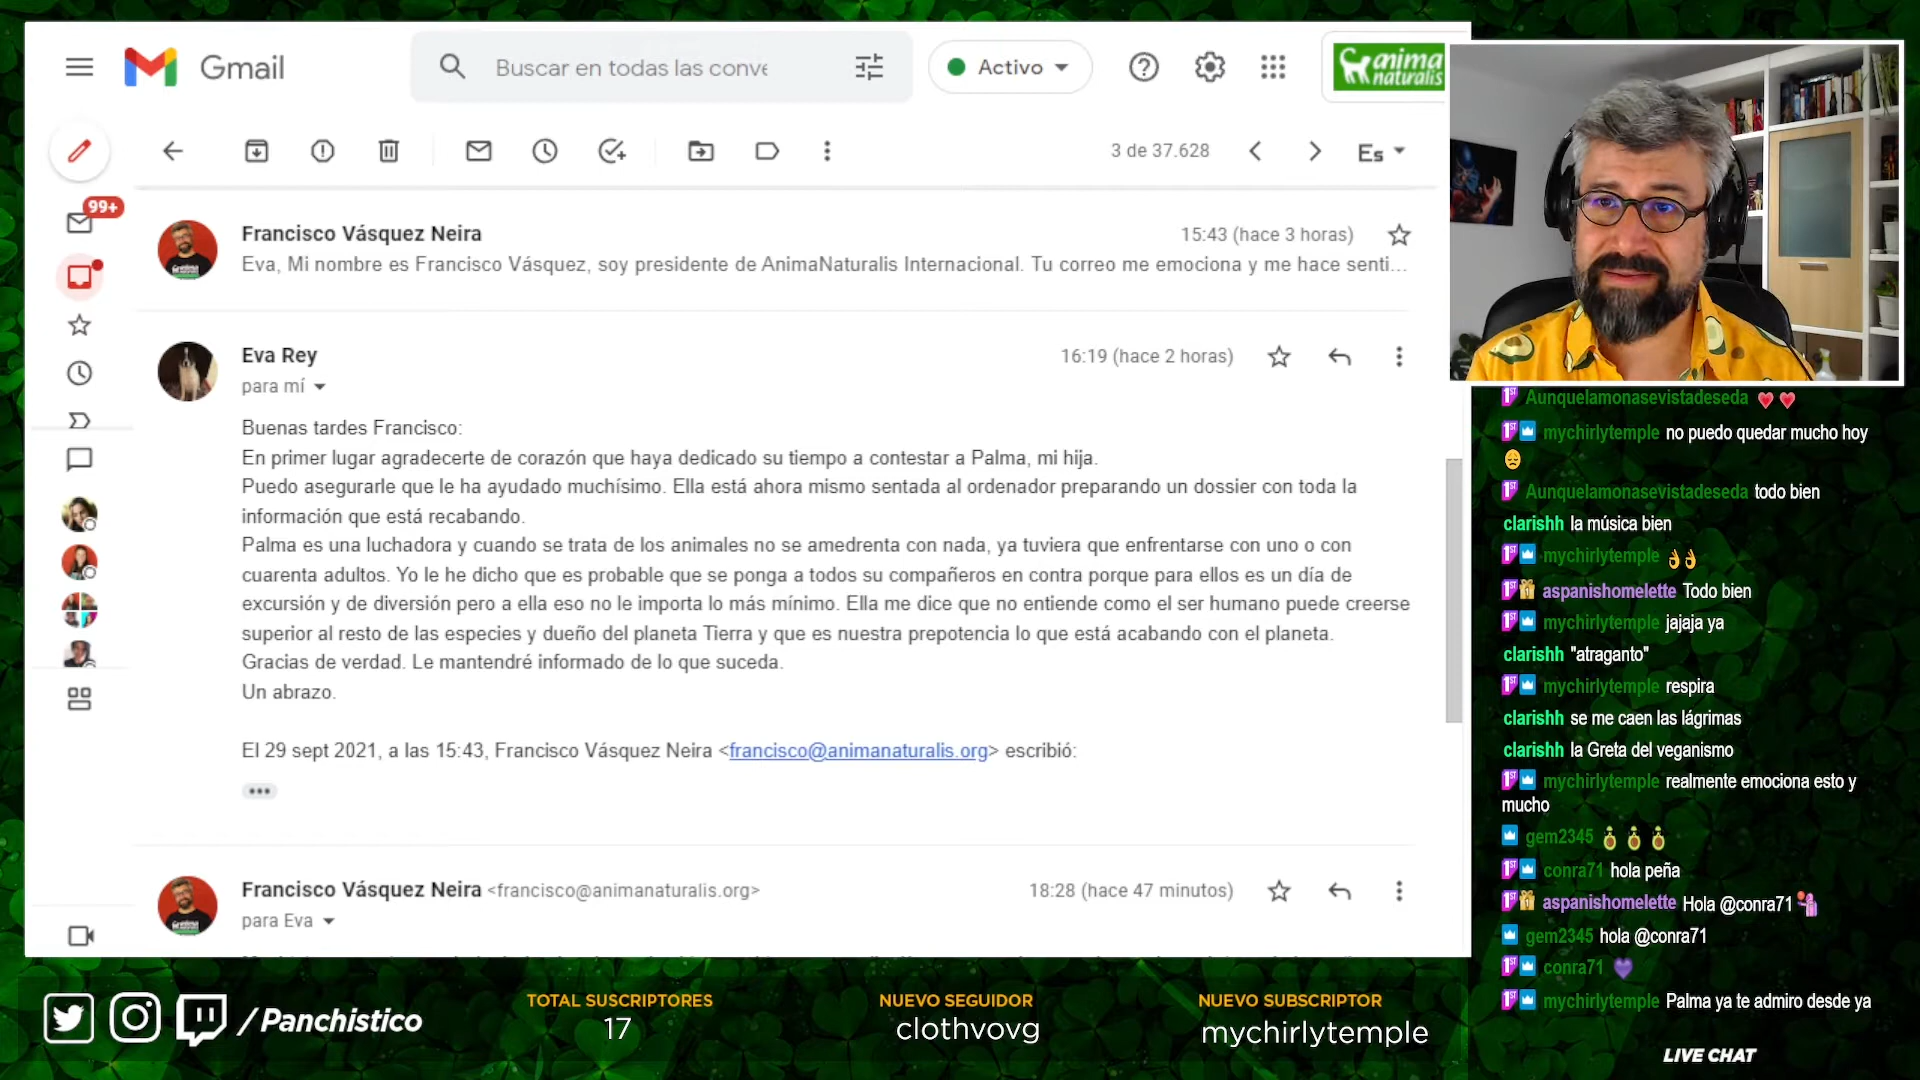 Gmail
Buscar en todas las conve
Activo
anima
naturalis
3 de 37.628
Es
99+
Francisco Vásquez Neira
15:43 (hace 3 horas)
Eva, Mi nombre es Francisco Vásquez, soy presidente de AnimaNaturalis Internacional. Tu correo me emociona y me hace senti...
Eva Rey
16:19 (hace 2 horas)
para mí
Buenas tardes Francisco:
En primer lugar agradecerte de corazón que haya dedicado su tiempo a contestar a Palma, mi hija.
Puedo asegurarle que le ha ayudado muchísimo. Ella está ahora mismo sentada al ordenador preparando un dossier con toda la
información que está recabando.
Palma es una luchadora y cuando se trata de los animales no se amedrenta con nada, ya tuviera que enfrentarse con uno o con
cuarenta adultos. Yo le he dicho que es probable que se ponga a todos su compañeros en contra porque para ellos es un día de
excursión y de diversión pero a ella eso no le importa lo más mínimo. Ella me dice que no entiende como el ser humano puede creerse
superior al resto de las especies y dueño del planeta Tierra y que es nuestra prepotencia lo que está acabando con el planeta.
Gracias de verdad. Le mantendré informado de lo que suceda.
Un abrazo.
El 29 sept 2021, a las 15:43, Francisco Vásquez Neira <francisco@animanaturalis.org> escribió:
Francisco Vásquez Neira <francisco@animanaturalis.org>
18:28 (hace 47 minutos)
para Eva
Aunquelamonasevistadeseda
mychirlytemple no puedo quedar mucho hoy
Aunquelamonasevistadeseda todo bien
clarishh la música bien
mychirlytemple
aspanishomelette Todo bien
mychirlytemple jajaja ya
clarishh "atraganto"
mychirlytemple respira
clarishh se me caen las lágrimas
clarishh la Greta del veganismo
mychirlytemple realmente emociona esto y
mucho
gem2345
conra71 hola peña
aspanishomelette Hola @conra71
gem2345 hola @conra71
conra71
mychirlytemple Palma ya te admiro desde ya
LIVE CHAT
/Panchistico
TOTAL SUSCRIPTORES
17
NUEVO SEGUIDOR
clothvovg
NUEVO SUBSCRIPTOR
mychirlytemple